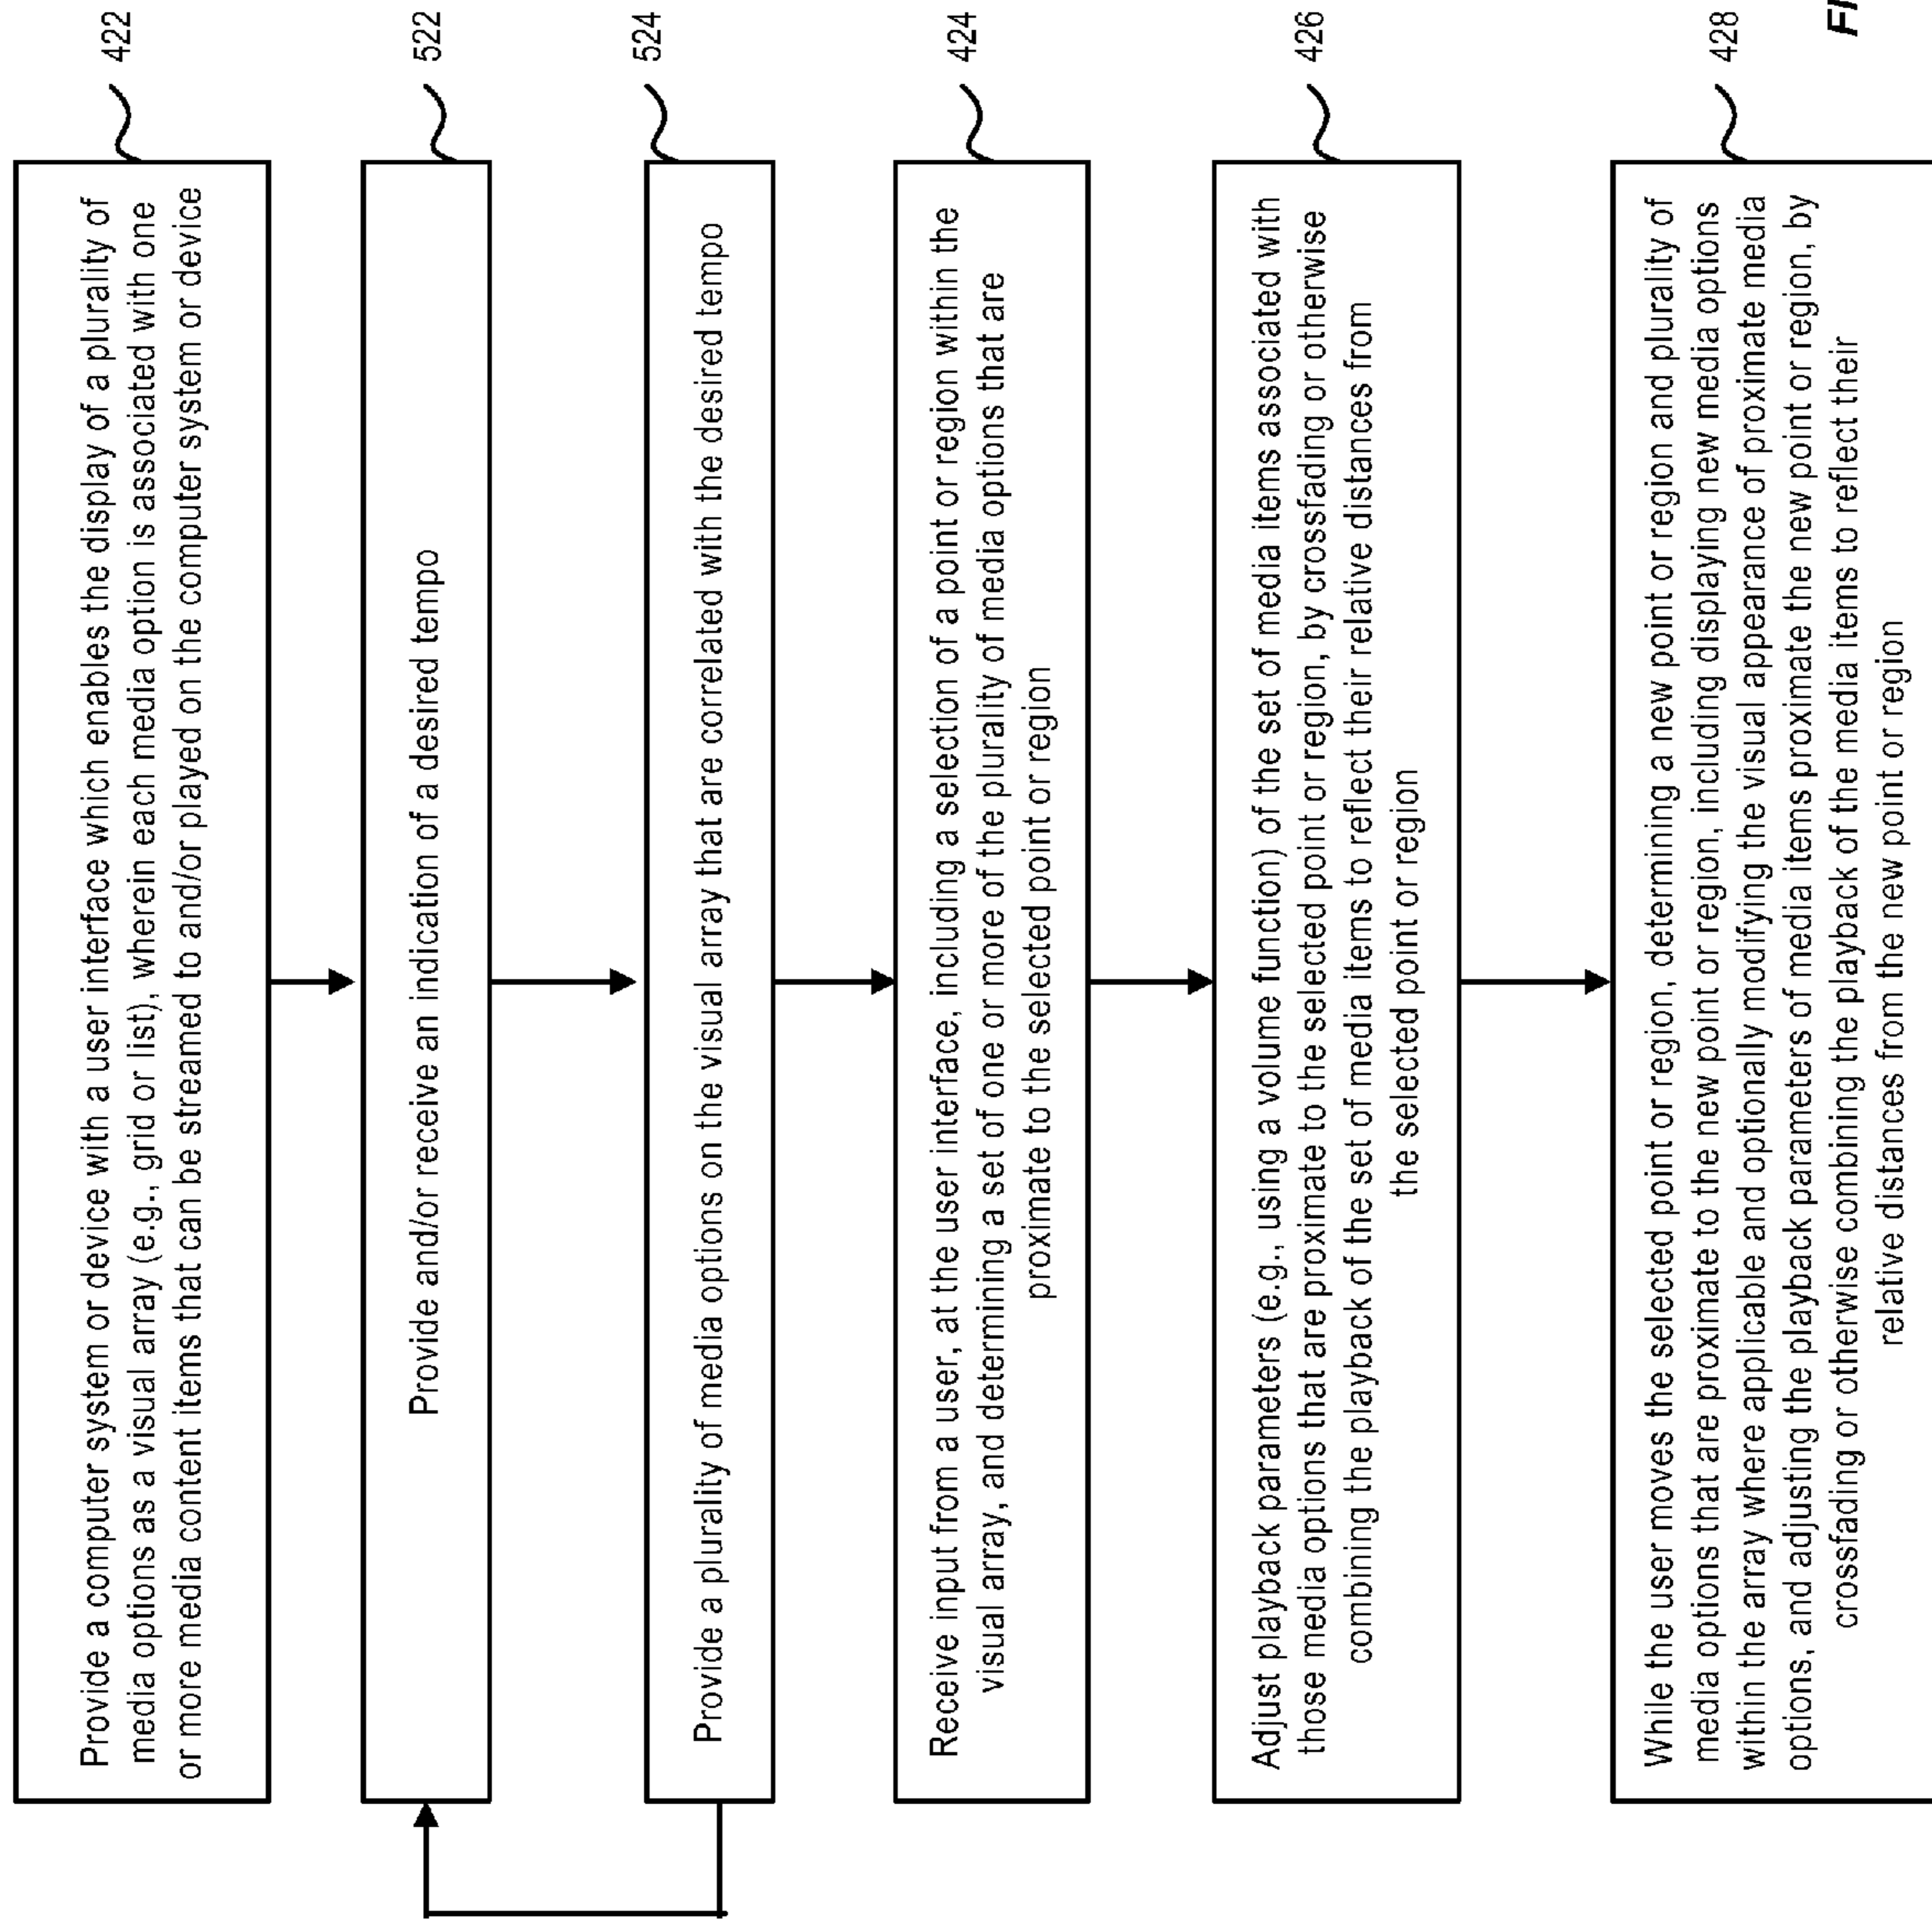 Provide a computer system or device with a user interface which enables the display of a plurality of
media options as a visual array (e.g., grid or list), wherein each media option is associated with one
or more media content items that can be streamed to and/or played on the computer system or device
422
Provide and/or receive an indication of a desired tempo
522
Provide a plurality of media options on the visual array that are correlated with the desired tempo
524
Receive input from a user, at the user interface, including a selection of a point or region within the
visual array, and determining a set of one or more of the plurality of media options that are
proximate to the selected point or region
424
Adjust playback parameters (e.g., using a volume function) of the set of media items associated with
those media options that are proximate to the selected point or region, by crossfading or otherwise
combining the playback of the set of media items to reflect their relative distances from
the selected point or region
426
While the user moves the selected point or region, determining a new point or region and plurality of
media options that are proximate to the new point or region, including displaying new media options
within the array where applicable and optionally modifying the visual appearance of proximate media
options, and adjusting the playback parameters of media items proximate the new point or region, by
crossfading or otherwise combining the playback of the media items to reflect their
relative distances from the new point or region
428